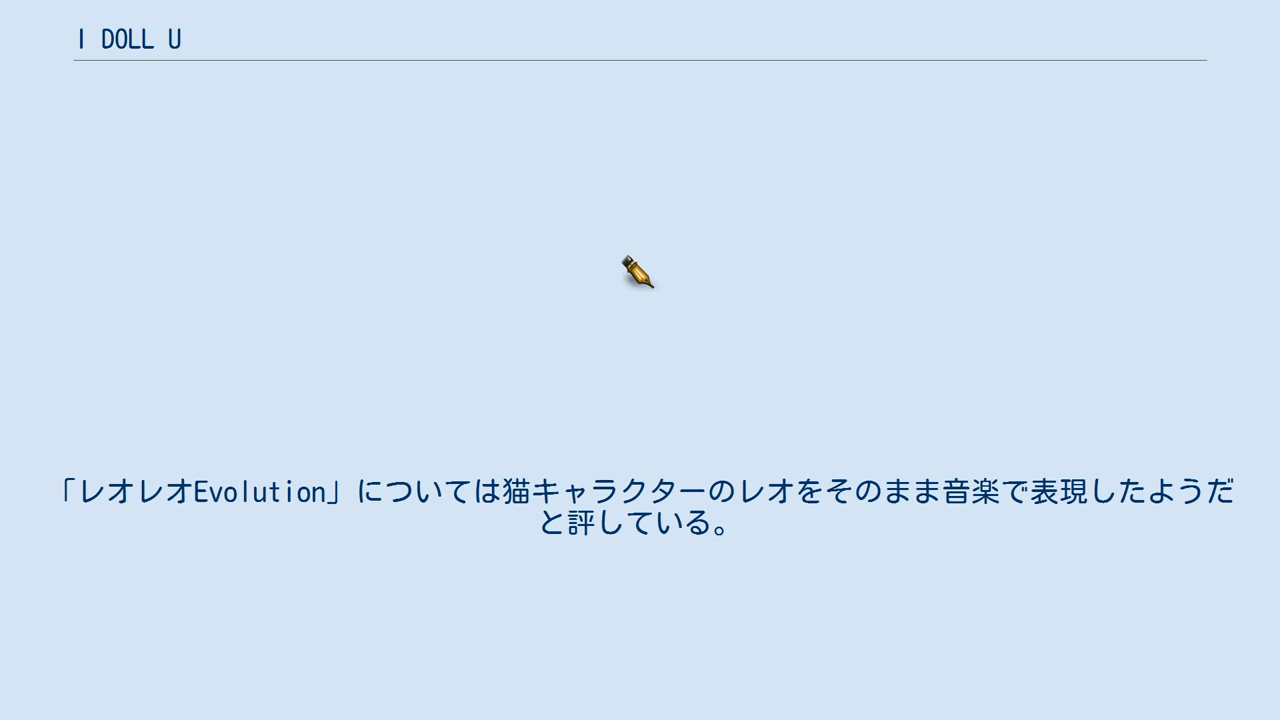 I DOLL U
「レオレオEvolution」については猫キャラクターのレオをそのまま音楽で表現したようだ
と評している。